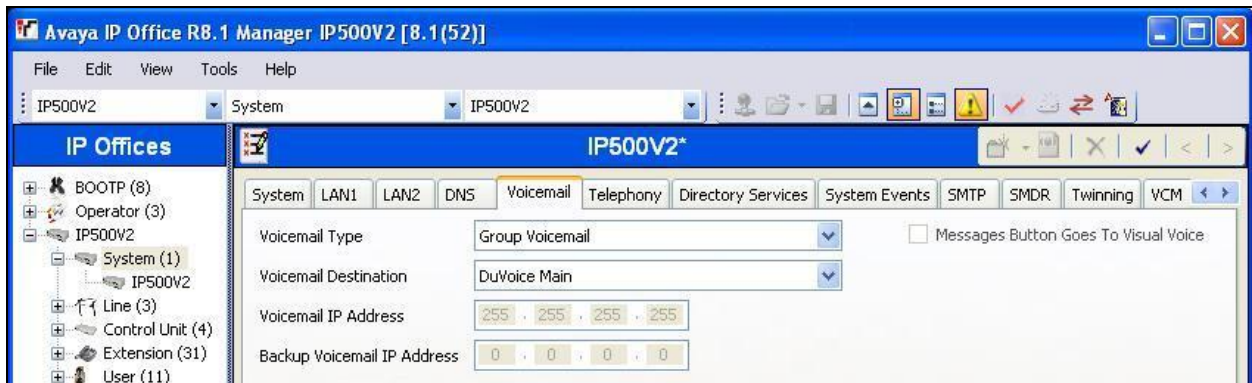 Avaya IP Office R8.1 Manager IP500V2 [8.1(52)]
File Edit View Tools Help
IP500V2 System IP500V2
IP Offices IP500V2*
BOOTP (8)
Operator (3)
IP500V2
System (1)
IP500V2
Line (3)
Control Unit (4)
Extension (31)
User (11)
System LAN1 LAN2 DNS Voicemail Telephony Directory Services System Events SMTP SMDR Twinning VCM
Voicemail Type Group Voicemail Messages Button Goes To Visual Voice
Voicemail Destination DuVoice Main
Voicemail IP Address 255 . 255 . 255 . 255
Backup Voicemail IP Address 0 . 0 . 0 . 0